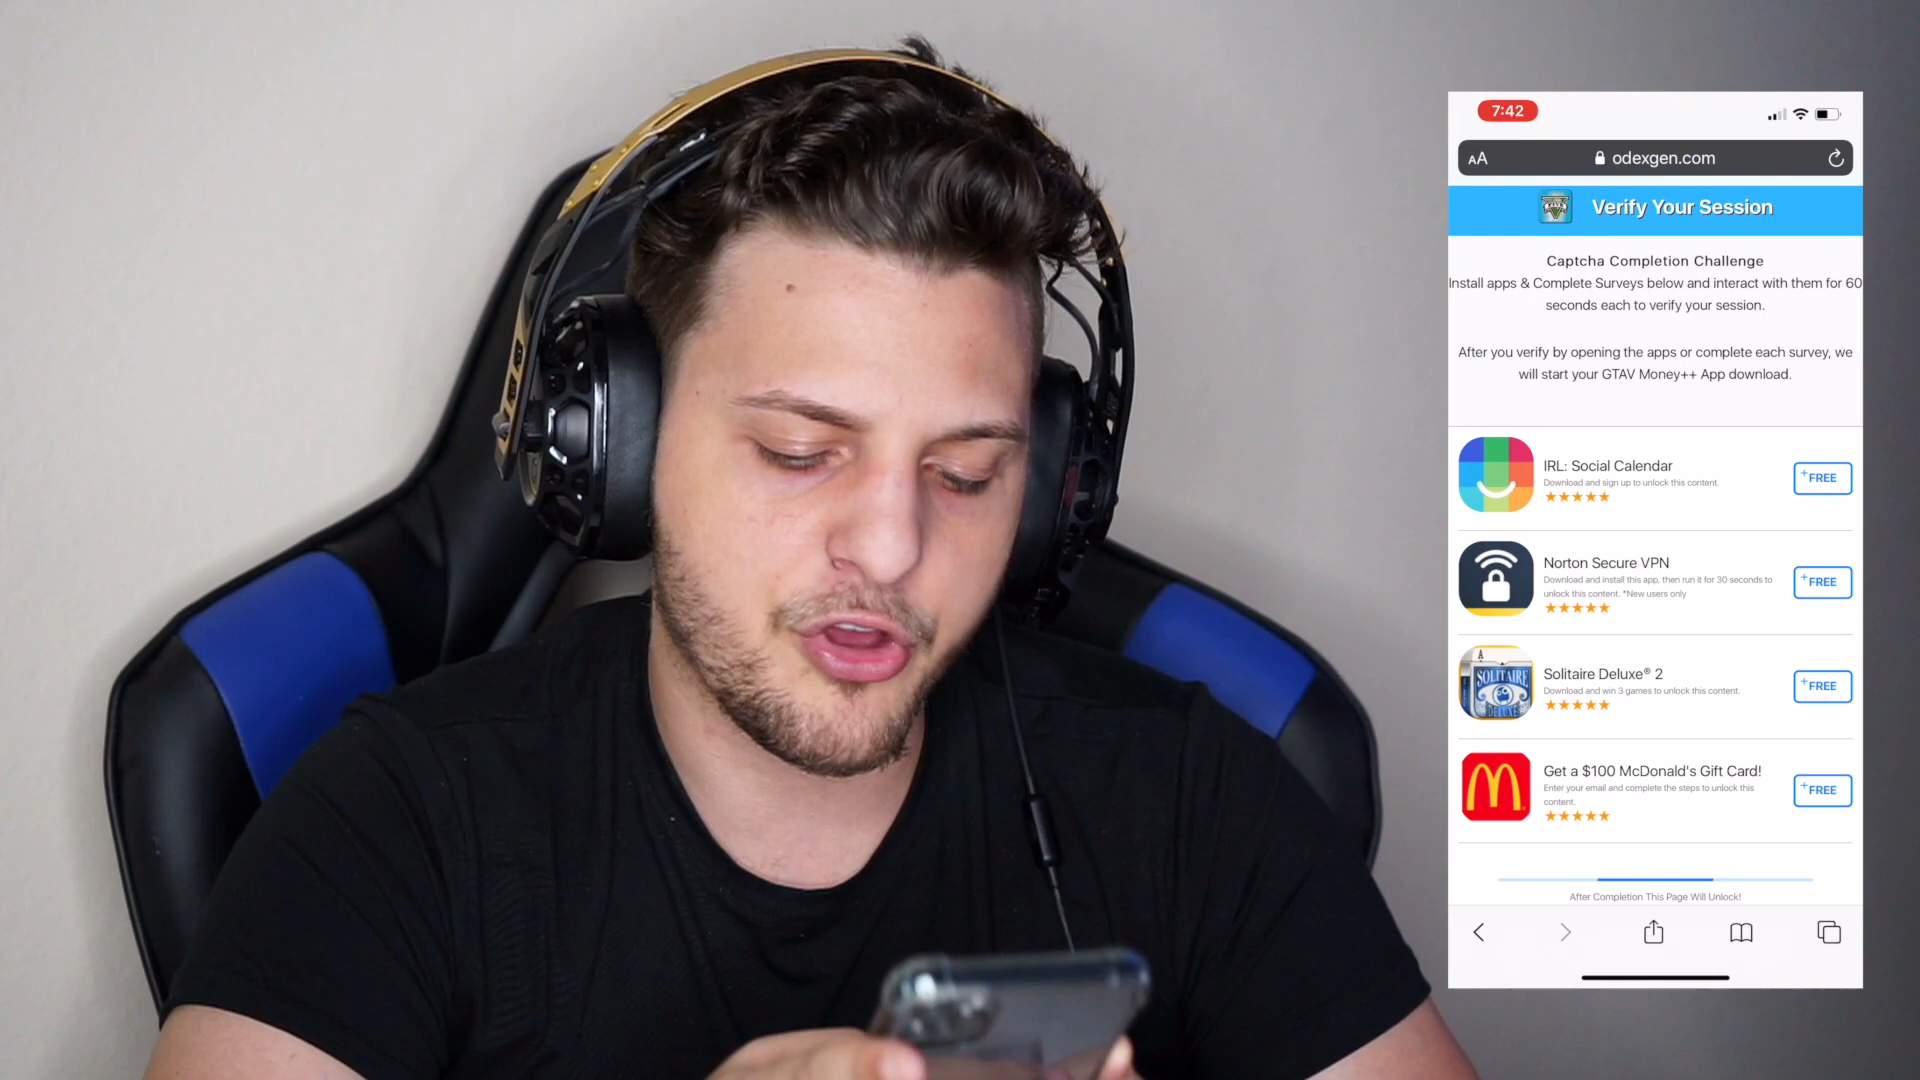 7:42
AA odexgen.com
Verify Your Session
Captcha Completion Challenge
Install apps & Complete Surveys below and interact with them for 60
seconds each to verify your session.
After you verify by opening the apps or complete each survey, we
will start your GTAV Money++ App download.
IRL: Social Calendar
Download and sign up to unlock this content.
+FREE
Norton Secure VPN
Download and install this app, then run it for 30 seconds to
unlock this content. *New users only
+FREE
A
SOLITAIRE
DELUXE
Solitaire Deluxe® 2
Download and win 3 games to unlock this content.
+FREE
Get a $100 McDonald's Gift Card!
Enter your email and complete the steps to unlock this
content.
+FREE
After Completion This Page Will Unlock!